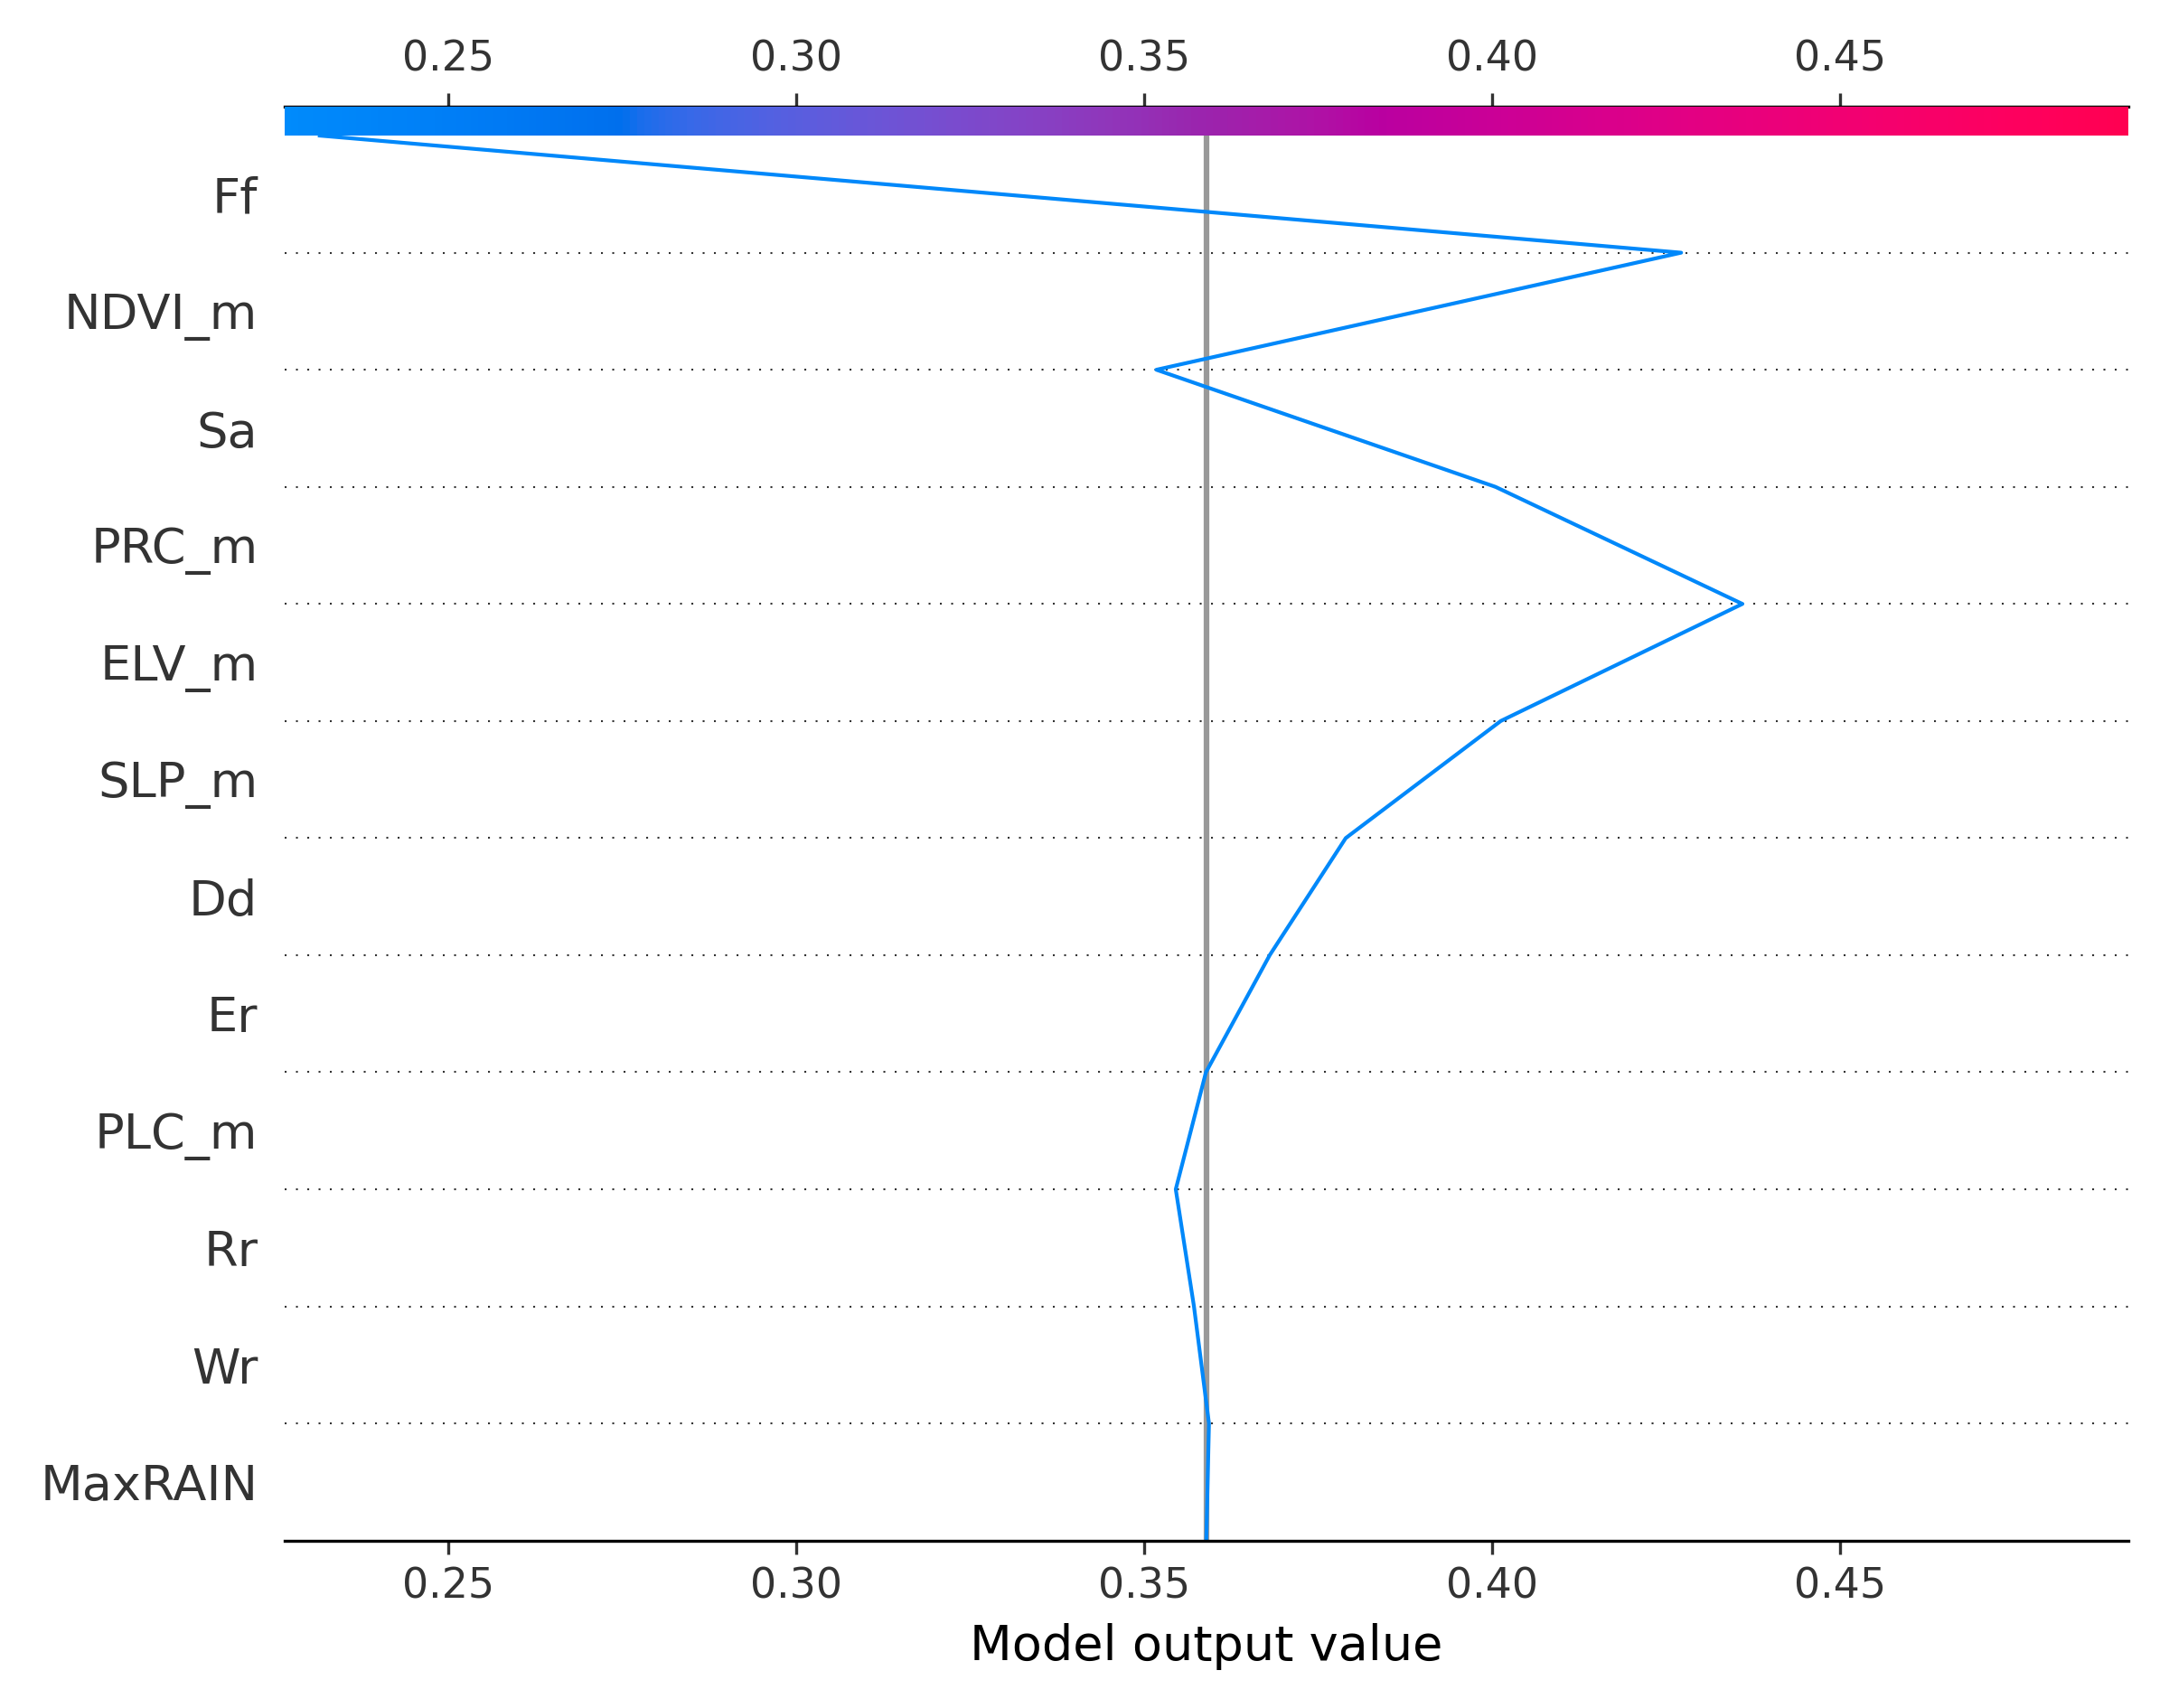 0.25 0.30 0.35 0.40 0.45
Ff
NDVI_m
Sa
PRC_m
ELV_m
SLP_m
Dd
Er
PLC_m
Rr
Wr
MaxRAIN
0.25 0.30 0.35 0.40 0.45
Model output value